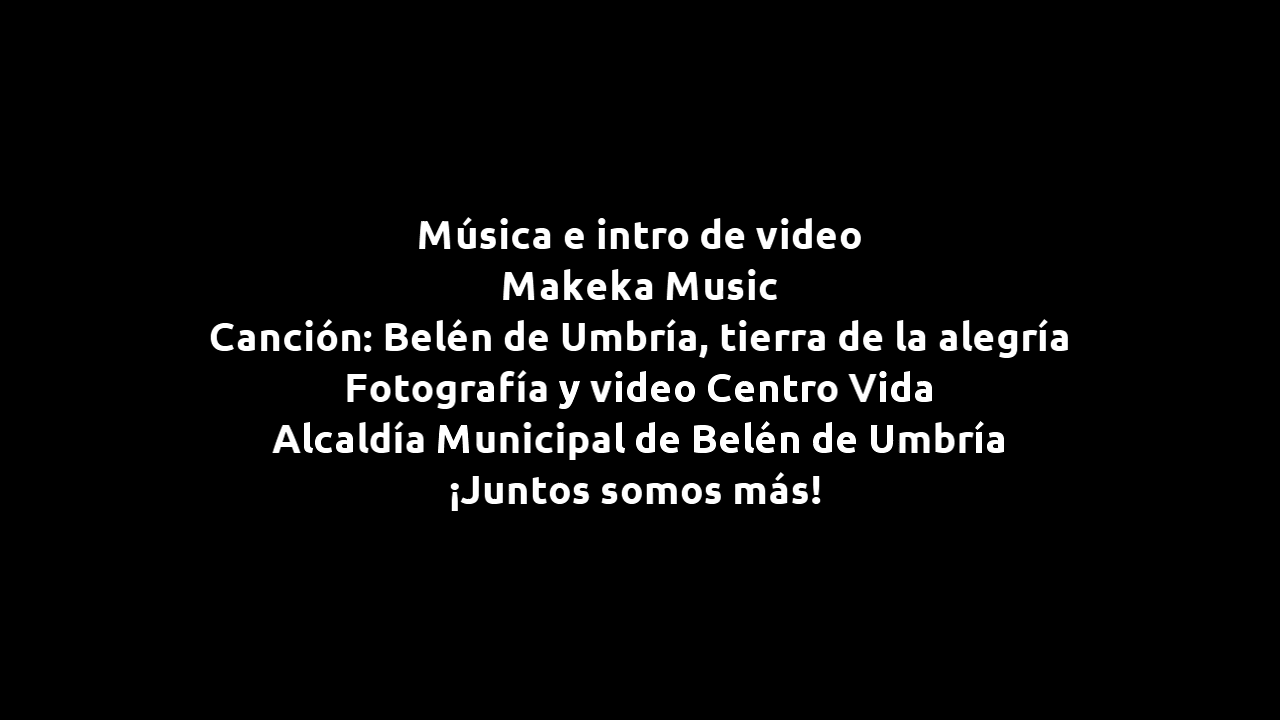 Música e intro de video
Makeka Music
Canción: Belén de Umbría, tierra de la alegría
Fotografía y video Centro Vida
Alcaldía Municipal de Belén de Umbría
¡Juntos somos más!